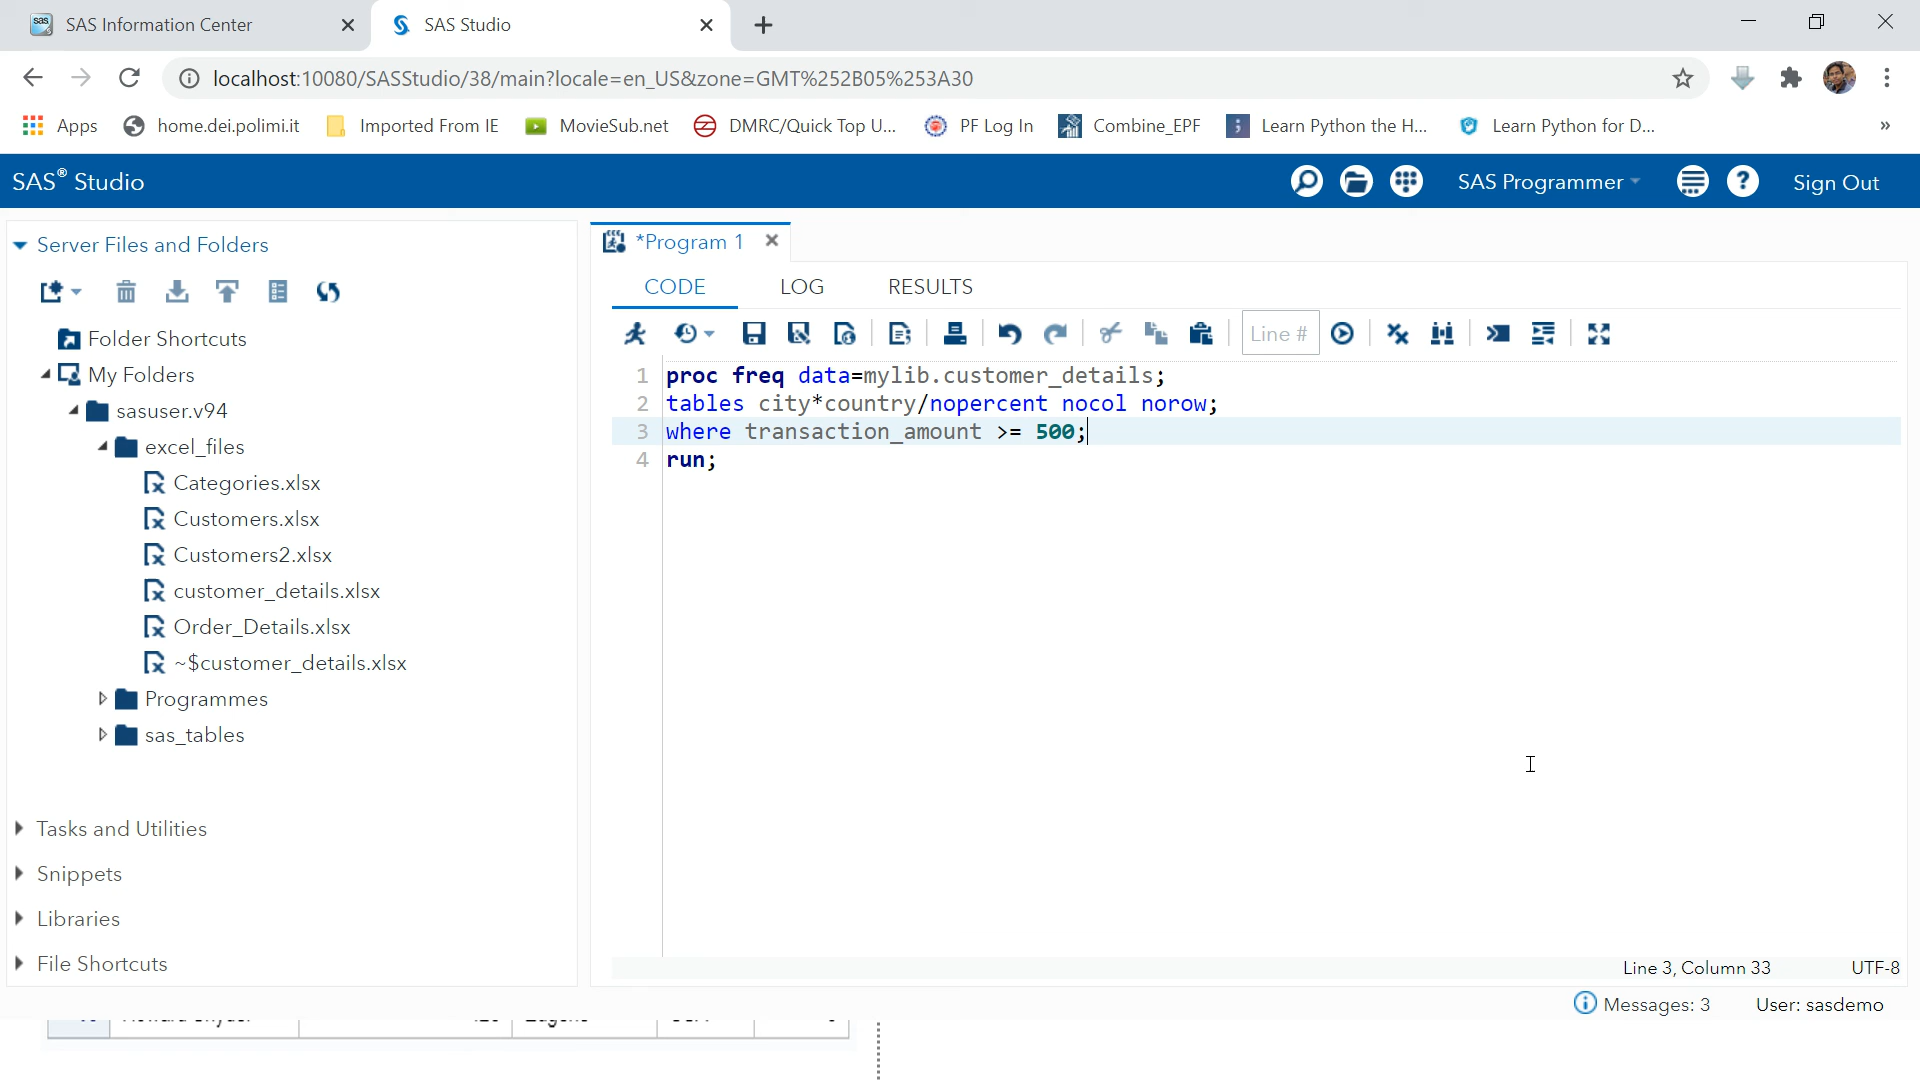 SAS Information Center
SAS Studio
localhost:10080/SASStudio/38/main?locale=en_US&zone=GMT%252B05%253A30
Apps
home.dei.polimi.it
Imported From IE
MovieSub.net
DMRC/Quick Top U...
PF Log In
Combine_EPF
Learn Python the H...
Learn Python for D...
»
SAS® Studio
SAS Programmer
Sign Out
Server Files and Folders
Folder Shortcuts
My Folders
sasuser.v94
excel_files
Categories.xlsx
Customers.xlsx
Customers2.xlsx
customer_details.xlsx
Order_Details.xlsx
~$customer_details.xlsx
Programmes
sas_tables
Tasks and Utilities
Snippets
Libraries
File Shortcuts
*Program 1
CODE LOG RESULTS
Line #
1 proc freq data=mylib.customer_details;
2 tables city*country/nopercent nocol norow;
3 where transaction_amount >= 500;
4 run;
Line 3, Column 33
UTF-8
Messages: 3
User: sasdemo